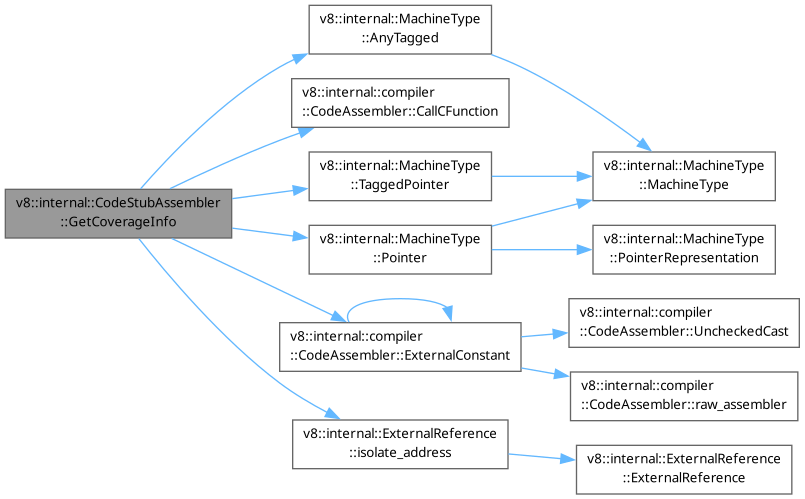 v8::internal::MachineType
::AnyTagged
v8::internal::compiler
::CodeAssembler::CallCFunction
v8::internal::MachineType
::TaggedPointer
v8::internal::MachineType
::MachineType
v8::internal::CodeStubAssembler
::GetCoverageInfo
v8::internal::MachineType
::Pointer
v8::internal::MachineType
::PointerRepresentation
v8::internal::compiler
::CodeAssembler::ExternalConstant
v8::internal::compiler
::CodeAssembler::UncheckedCast
v8::internal::compiler
::CodeAssembler::raw_assembler
v8::internal::ExternalReference
::isolate_address
v8::internal::ExternalReference
::ExternalReference